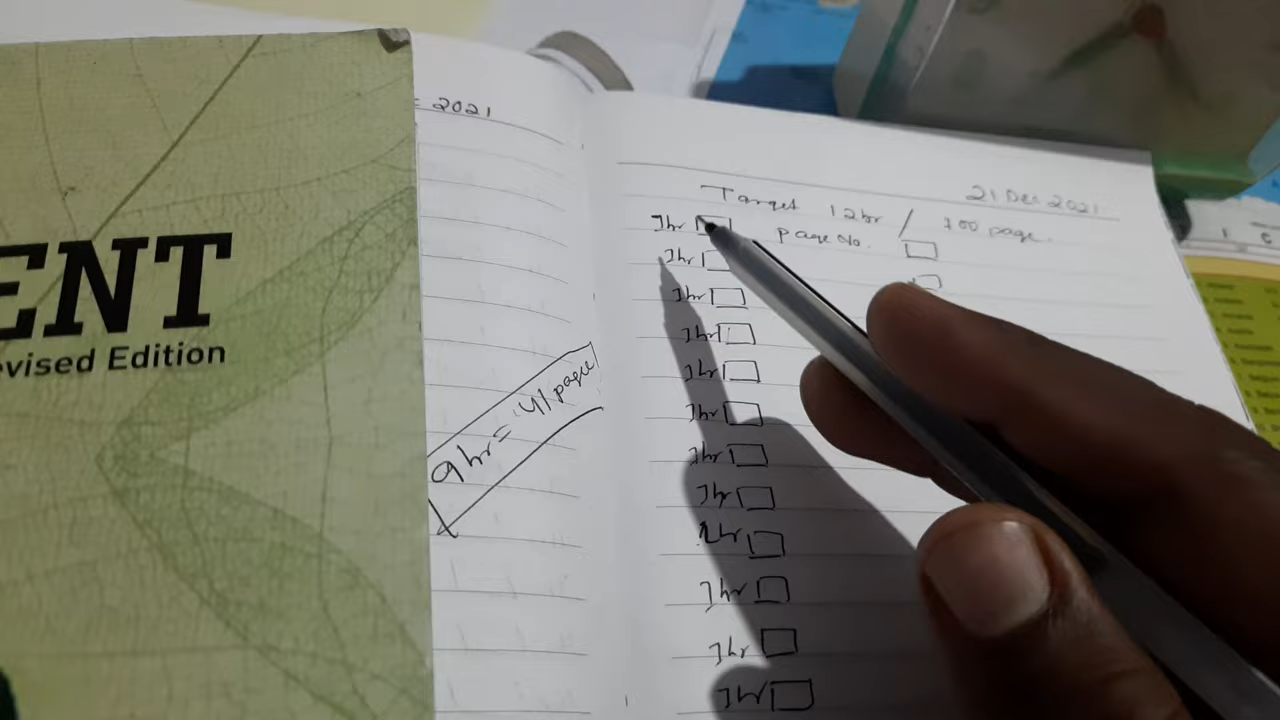 ENT
evised Edition
= 2021
9hr = 41 page
21 Dec 2021
Target 12hr / 100 page.
Page No.
1hr
1hr
1hr
1hr
1hr
1hr
1hr
1hr
1hr
1hr
1hr
1hr